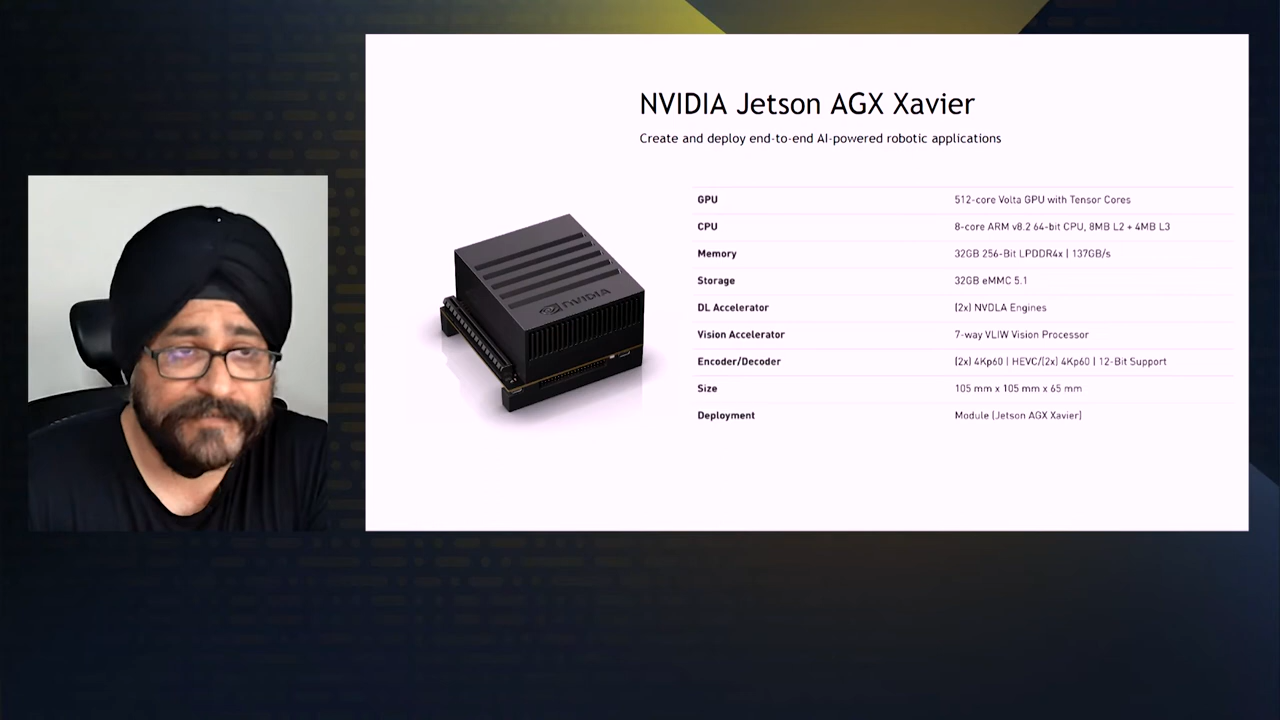 NVIDIA Jetson AGX Xavier
Create and deploy end-to-end AI-powered robotic applications
GPU 512-core Volta GPU with Tensor Cores
CPU 8-core ARM v8.2 64-bit CPU, 8MB L2 + 4MB L3
Memory 32GB 256-Bit LPDDR4x | 137GB/s
Storage 32GB eMMC 5.1
DL Accelerator (2x) NVDLA Engines
Vision Accelerator 7-way VLIW Vision Processor
Encoder/Decoder (2x) 4Kp60 | HEVC/(2x) 4Kp60 | 12-Bit Support
Size 105 mm x 105 mm x 65 mm
Deployment Module (Jetson AGX Xavier)
NVIDIA